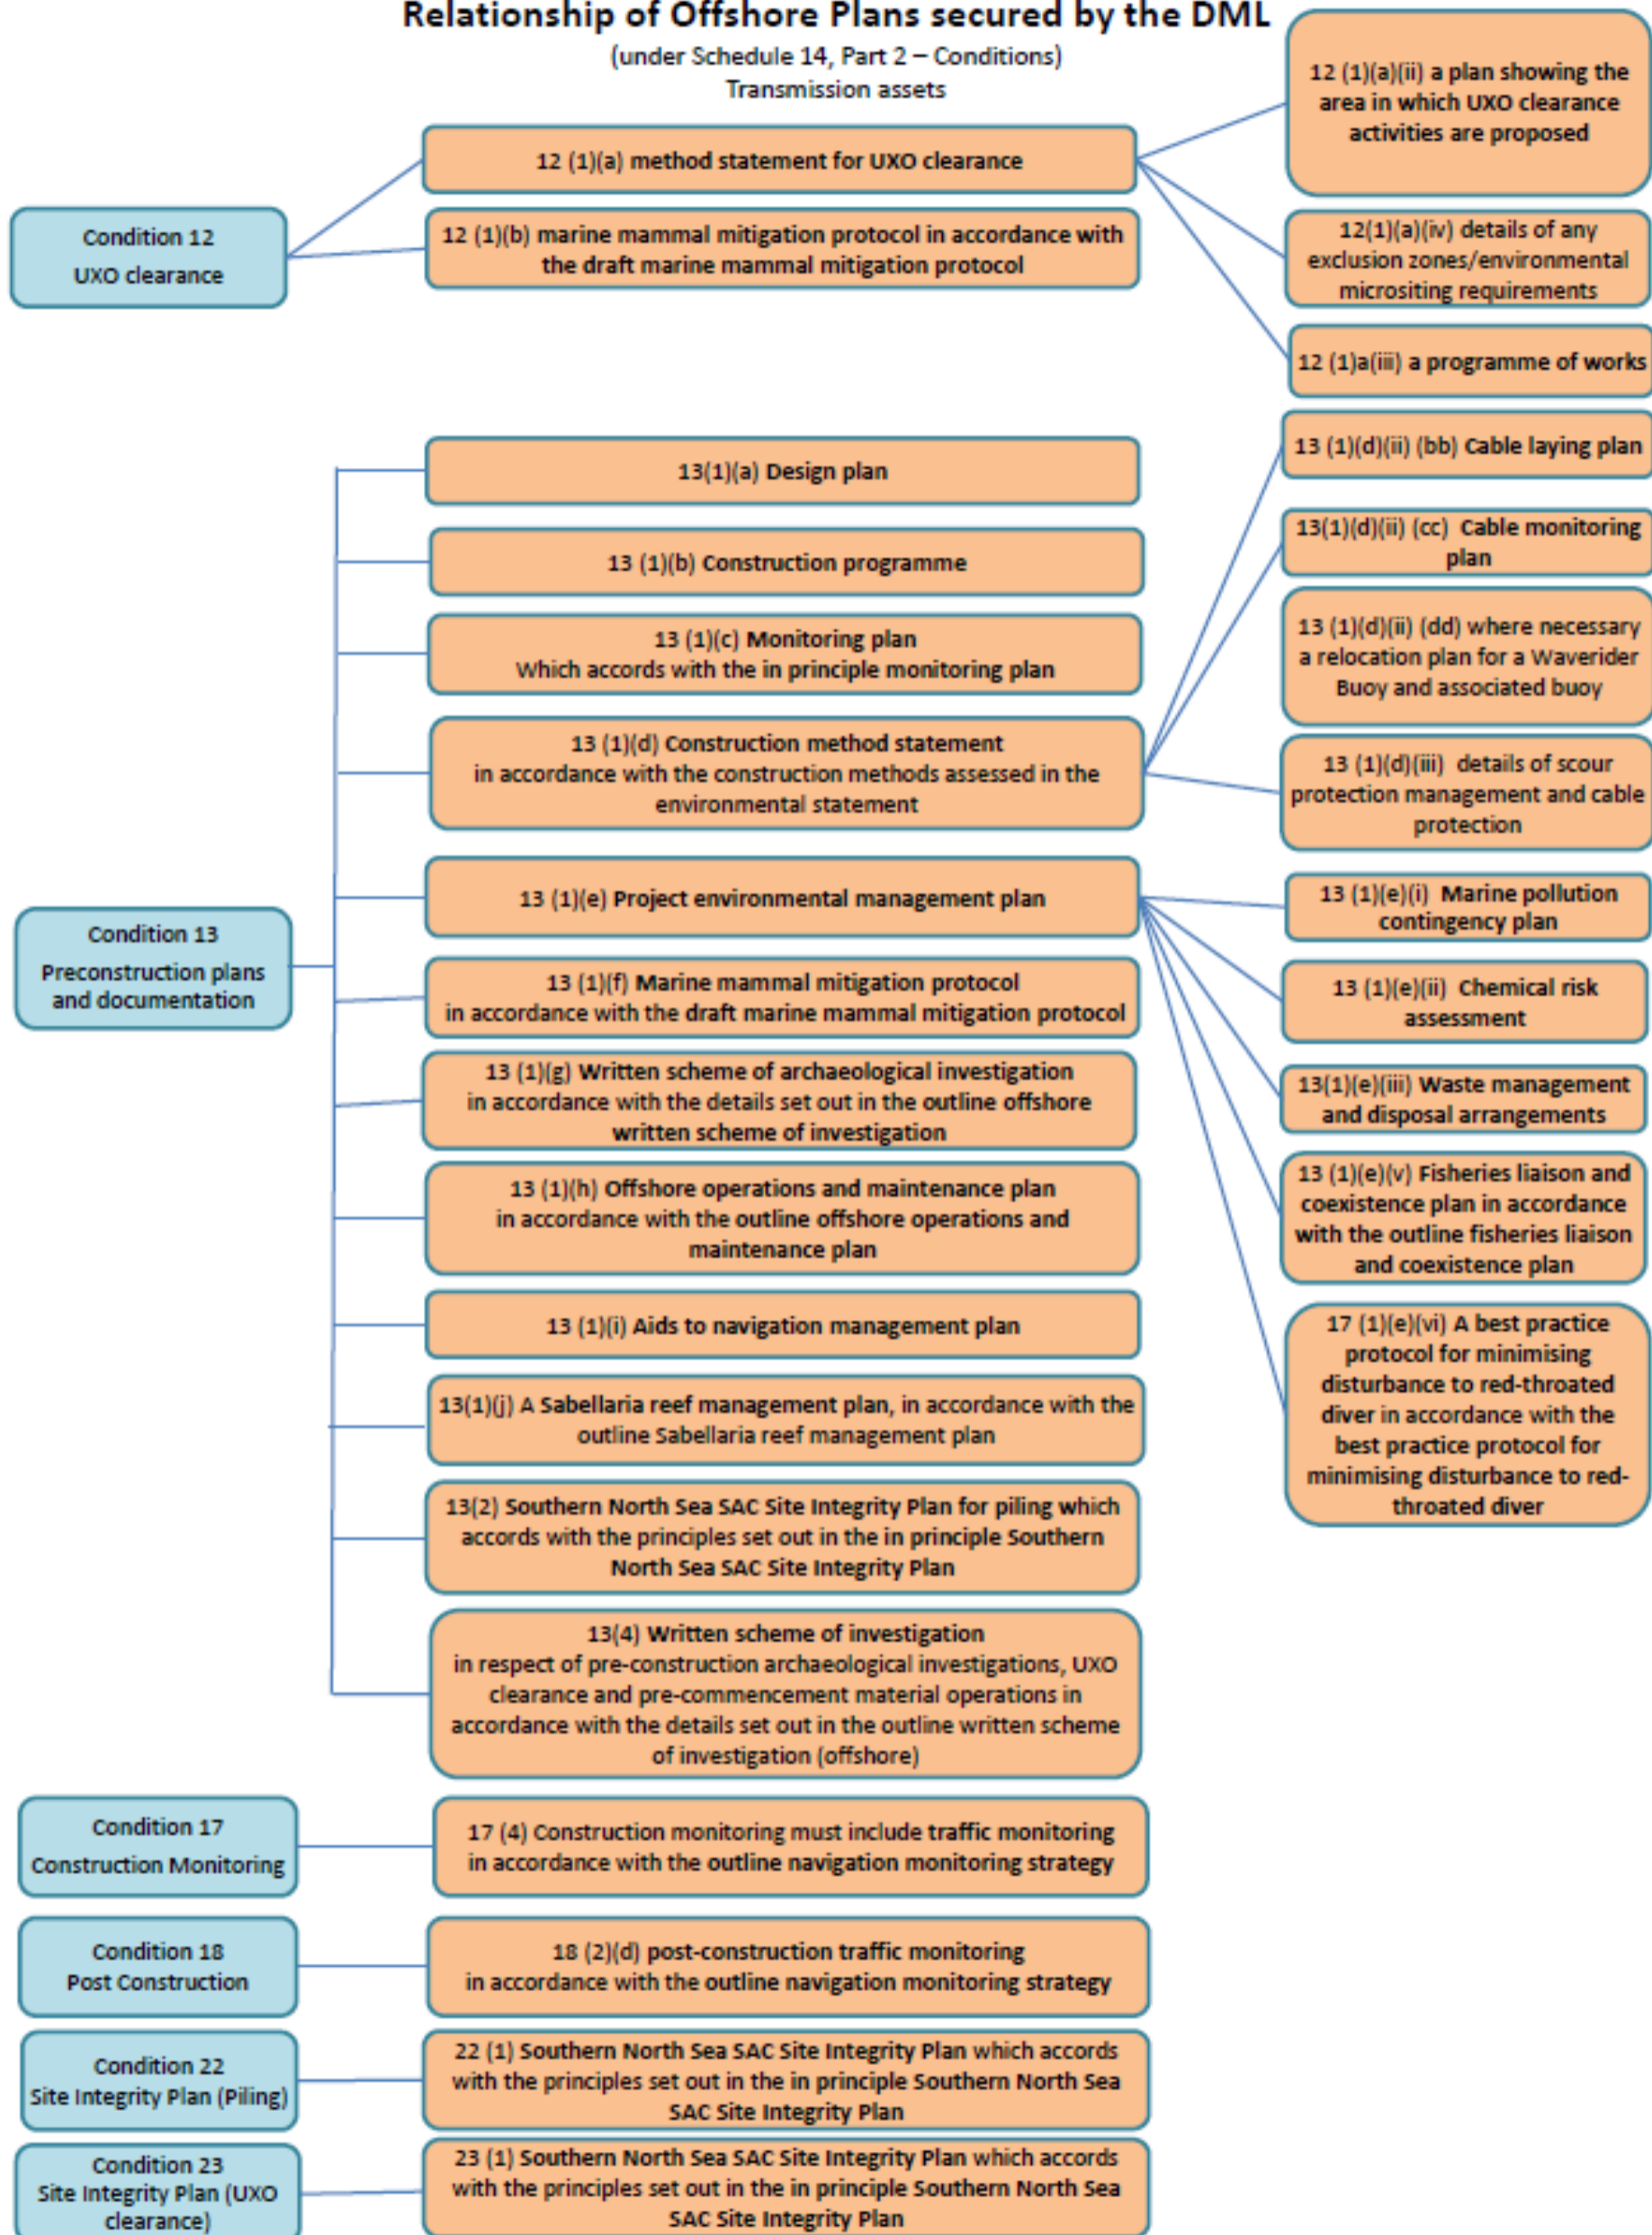 Relationship of Offshore Plans secured by the DML
(under Schedule 14, Part 2 – Conditions)
Transmission assets
Condition 12
UXO clearance
12 (1)(a) method statement for UXO clearance
12 (1)(b) marine mammal mitigation protocol in accordance with
the draft marine mammal mitigation protocol
12 (1)(a)(ii) a plan showing the
area in which UXO clearance
activities are proposed
12(1)(a)(iv) details of any
exclusion zones/environmental
micrositing requirements
12 (1)a(iii) a programme of works
Condition 13
Preconstruction plans
and documentation
13(1)(a) Design plan
13 (1)(b) Construction programme
13 (1)(c) Monitoring plan
Which accords with the in principle monitoring plan
13 (1)(d) Construction method statement
in accordance with the construction methods assessed in the
environmental statement
13 (1)(d)(ii) (bb) Cable laying plan
13(1)(d)(ii) (cc) Cable monitoring
plan
13 (1)(d)(ii) (dd) where necessary
a relocation plan for a Waverider
Buoy and associated buoy
13 (1)(d)(iii) details of scour
protection management and cable
protection
13 (1)(e) Project environmental management plan
13 (1)(e)(i) Marine pollution
contingency plan
13 (1)(e)(ii) Chemical risk
assessment
13(1)(e)(iii) Waste management
and disposal arrangements
13 (1)(e)(v) Fisheries liaison and
coexistence plan in accordance
with the outline fisheries liaison
and coexistence plan
17 (1)(e)(vi) A best practice
protocol for minimising
disturbance to red-throated
diver in accordance with the
best practice protocol for
minimising disturbance to red-
throated diver
13 (1)(f) Marine mammal mitigation protocol
in accordance with the draft marine mammal mitigation protocol
13 (1)(g) Written scheme of archaeological investigation
in accordance with the details set out in the outline offshore
written scheme of investigation
13 (1)(h) Offshore operations and maintenance plan
in accordance with the outline offshore operations and
maintenance plan
13 (1)(i) Aids to navigation management plan
13(1)(j) A Sabellaria reef management plan, in accordance with the
outline Sabellaria reef management plan
13(2) Southern North Sea SAC Site Integrity Plan for piling which
accords with the principles set out in the in principle Southern
North Sea SAC Site Integrity Plan
13(4) Written scheme of investigation
in respect of pre-construction archaeological investigations, UXO
clearance and pre-commencement material operations in
accordance with the details set out in the outline written scheme
of investigation (offshore)
Condition 17
Construction Monitoring
17 (4) Construction monitoring must include traffic monitoring
in accordance with the outline navigation monitoring strategy
Condition 18
Post Construction
18 (2)(d) post-construction traffic monitoring
in accordance with the outline navigation monitoring strategy
Condition 22
Site Integrity Plan (Piling)
22 (1) Southern North Sea SAC Site Integrity Plan which accords
with the principles set out in the in principle Southern North Sea
SAC Site Integrity Plan
Condition 23
Site Integrity Plan (UXO
clearance)
23 (1) Southern North Sea SAC Site Integrity Plan which accords
with the principles set out in the in principle Southern North Sea
SAC Site Integrity Plan